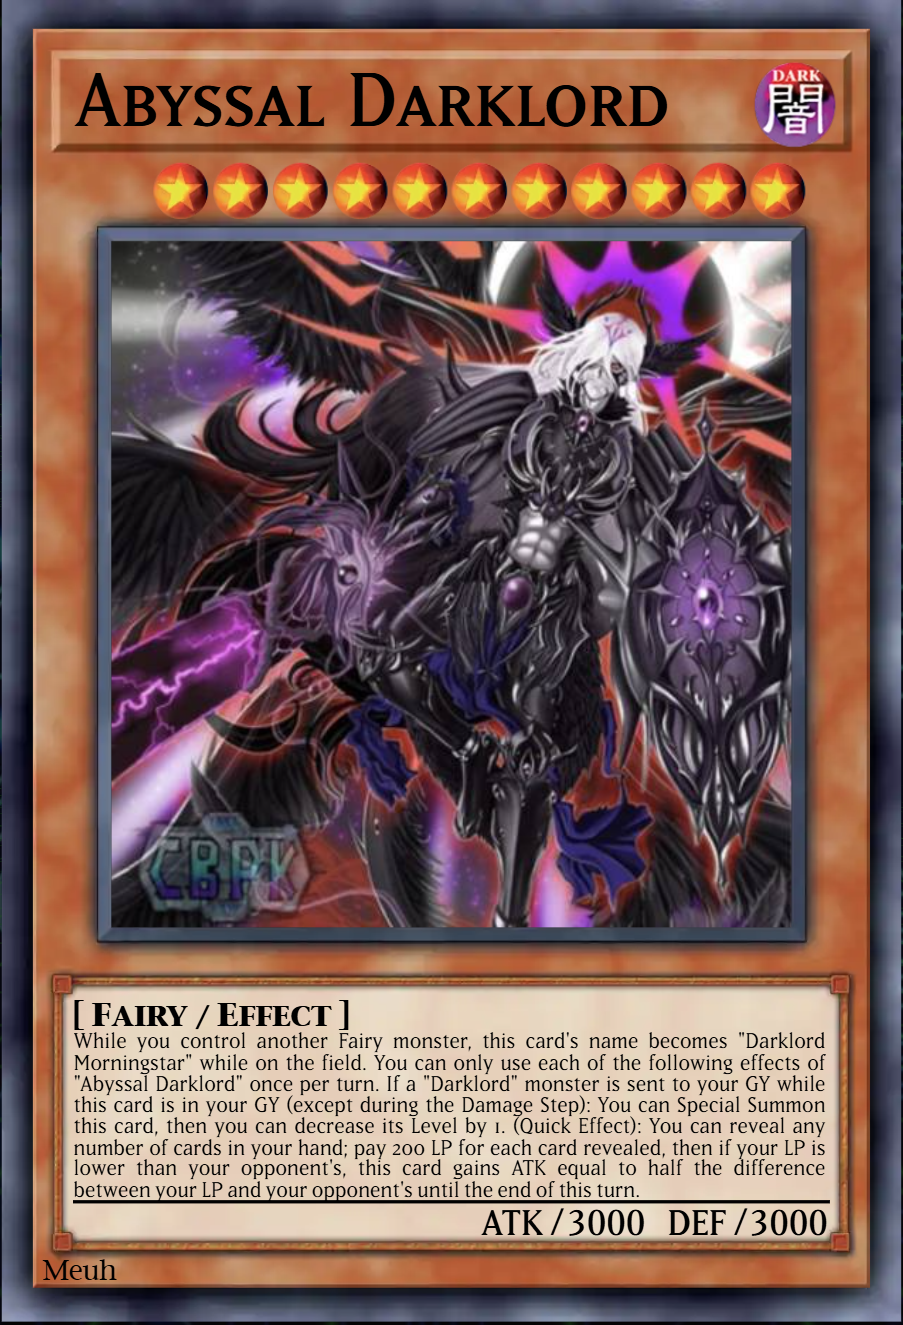 Abyssal Darklord
DARK
闇
CBPK
[ Fairy / Effect ]
While you control another Fairy monster, this card's name becomes "Darklord
Morningstar" while on the field. You can only use each of the following effects of
"Abyssal Darklord" once per turn. If a "Darklord" monster is sent to your GY while
this card is in your GY (except during the Damage Step): You can Special Summon
this card, then you can decrease its Level by 1. (Quick Effect): You can reveal any
number of cards in your hand; pay 200 LP for each card revealed, then if your LP is
lower than your opponent's, this card gains ATK equal to half the difference
between your LP and your opponent's until the end of this turn.
ATK/3000 DEF/3000
Meuh